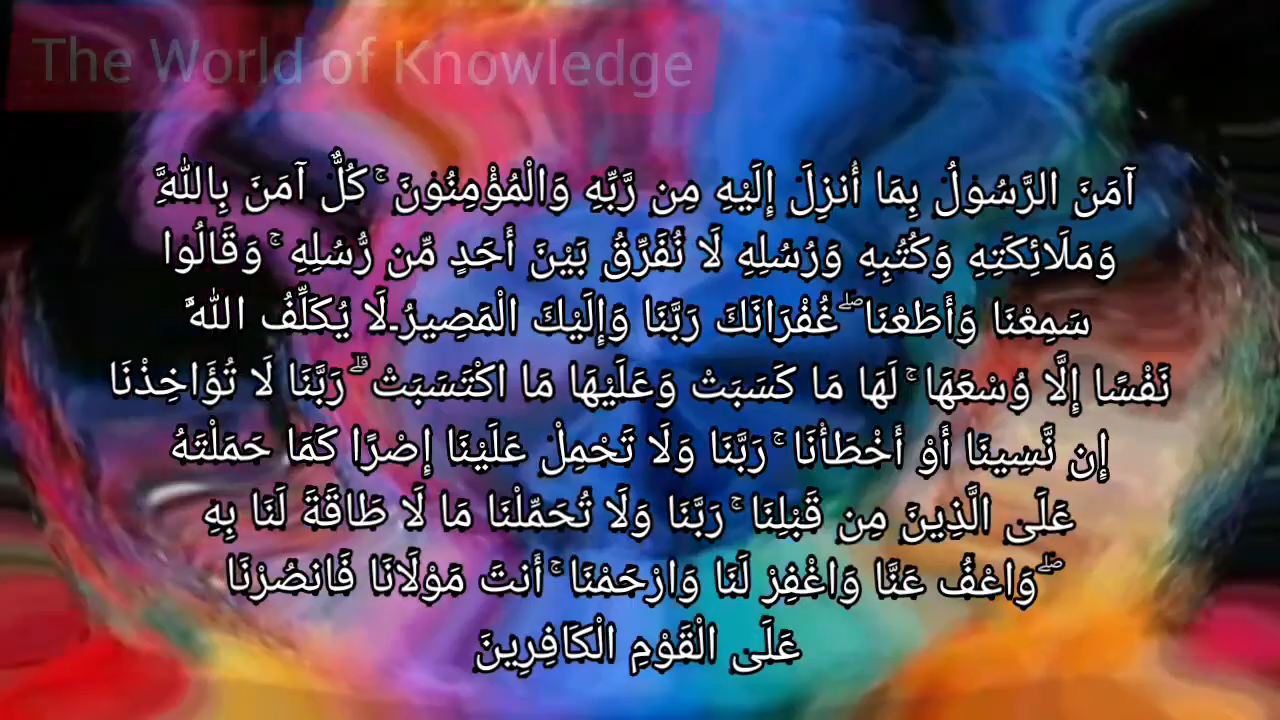 The World of Knowledge
آمَنَ الرَّسُولُ بِمَا أُنزِلَ إِلَيْهِ مِن رَّبِّهِ وَالْمُؤْمِنُونَ ۚ كُلٌّ آمَنَ بِاللَّهِ
وَمَلَائِكَتِهِ وَكُتُبِهِ وَرُسُلِهِ لَا نُفَرِّقُ بَيْنَ أَحَدٍ مِّن رُّسُلِهِ ۚ وَقَالُوا
سَمِعْنَا وَأَطَعْنَا ۖ غُفْرَانَكَ رَبَّنَا وَإِلَيْكَ الْمَصِيرُ۔لَا يُكَلِّفُ اللَّهُ
نَفْسًا إِلَّا وُسْعَهَا ۚ لَهَا مَا كَسَبَتْ وَعَلَيْهَا مَا اكْتَسَبَتْ ۗ رَبَّنَا لَا تُؤَاخِذْنَا
إِن نَّسِينَا أَوْ أَخْطَأْنَا ۚ رَبَّنَا وَلَا تَحْمِلْ عَلَيْنَا إِصْرًا كَمَا حَمَلْتَهُ
عَلَى الَّذِينَ مِن قَبْلِنَا ۚ رَبَّنَا وَلَا تُحَمِّلْنَا مَا لَا طَاقَةَ لَنَا بِهِ
ۖ وَاعْفُ عَنَّا وَاغْفِرْ لَنَا وَارْحَمْنَا ۚ أَنتَ مَوْلَانَا فَانصُرْنَا
عَلَى الْقَوْمِ الْكَافِرِينَ